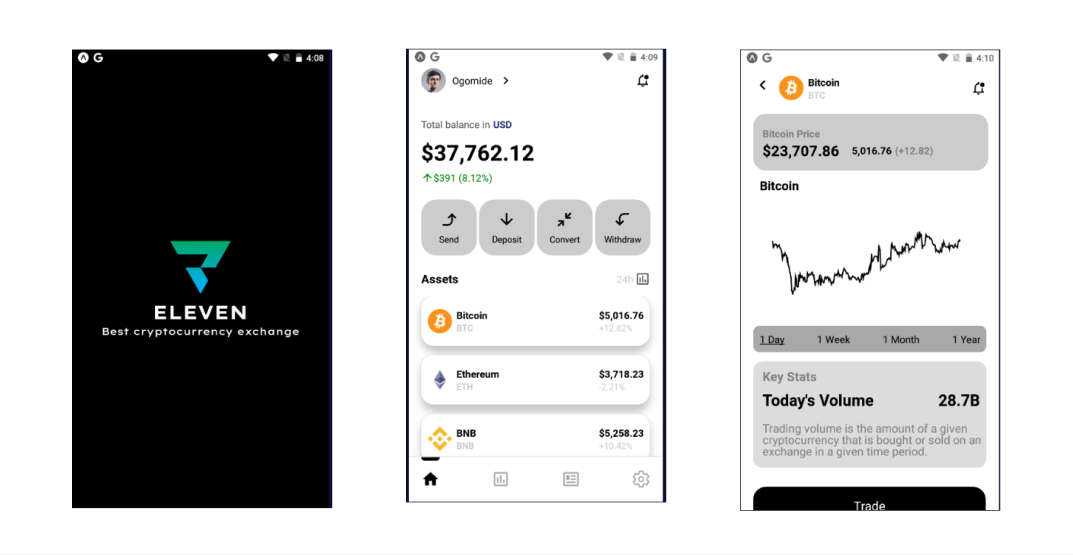 4:08
ELEVEN
Best cryptocurrency exchange
4:09
Ogomide
Total balance in USD
$37,762.12
$391 (8.12%)
Send Deposit Convert Withdraw
Assets 24h
Bitcoin $5,016.76
BTC +12.82%
Ethereum $3,718.23
ETH -2.21%
BNB $5,258.23
BNB +10.42%
4:10
Bitcoin
BTC
Bitcoin Price
$23,707.86 5,016.76 (+12.82)
Bitcoin
1 Day 1 Week 1 Month 1 Year
Key Stats
Today's Volume 28.7B
Trading volume is the amount of a given
cryptocurrency that is bought or sold on an
exchange in a given time period.
Trade